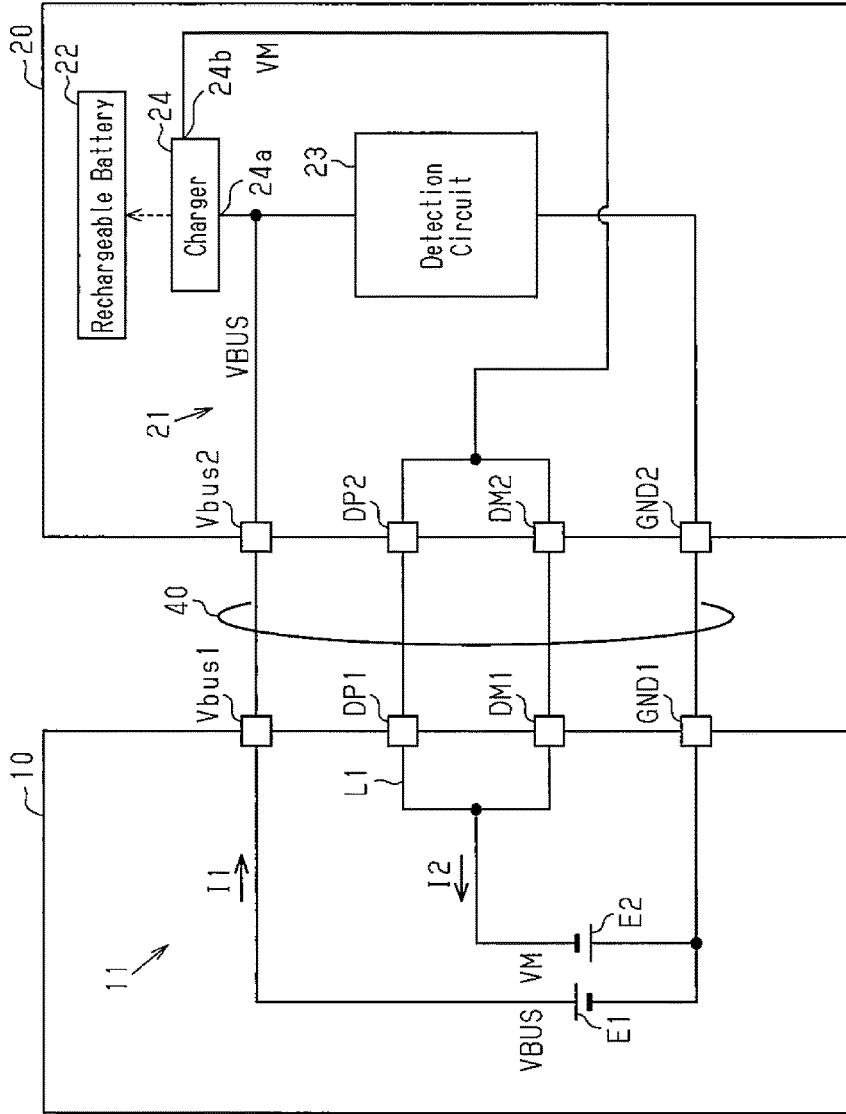 10
11
I1
I2
L1
VBUS
E1
VM
E2
Vbus1
DP1
DM1
GND1
40
Vbus2
DP2
DM2
GND2
20
21
22
Rechargeable Battery
24
Charger
24a
24b
VM
VBUS
23
Detection
Circuit